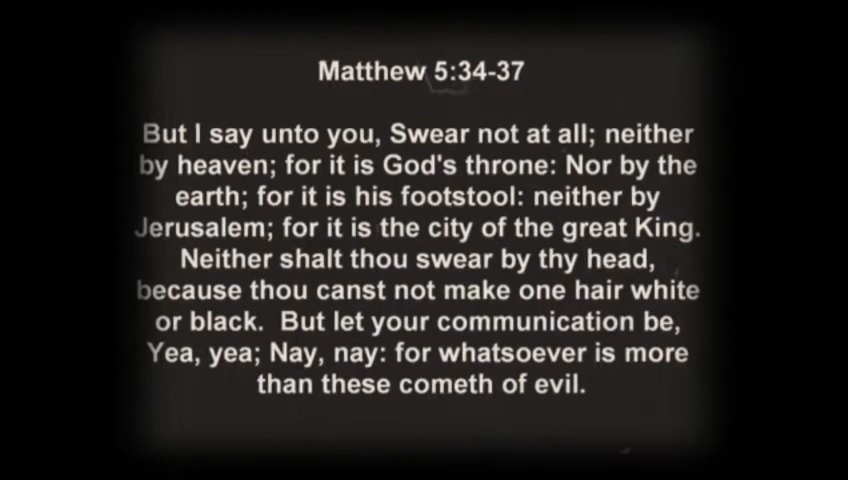 Matthew 5:34-37
But I say unto you, Swear not at all; neither
by heaven; for it is God's throne: Nor by the
earth; for it is his footstool: neither by
Jerusalem; for it is the city of the great King.
Neither shalt thou swear by thy head,
because thou canst not make one hair white
or black.  But let your communication be,
Yea, yea; Nay, nay: for whatsoever is more
than these cometh of evil.